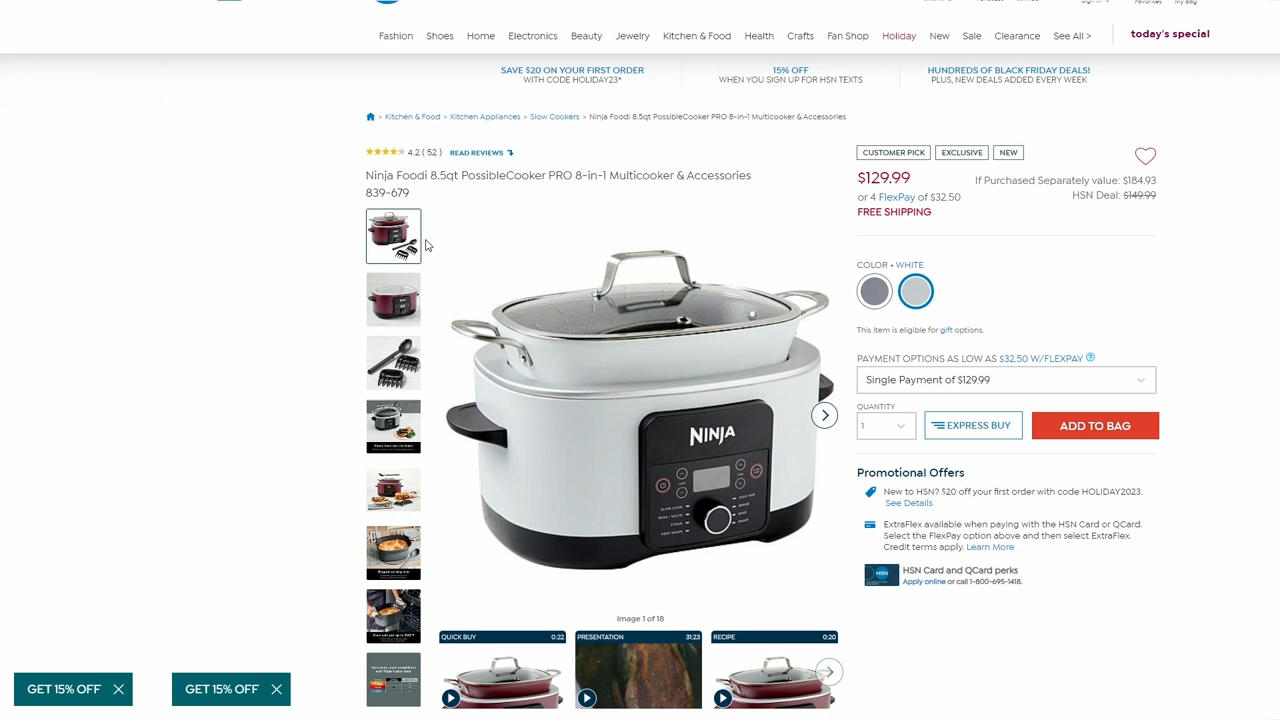 Fashion Shoes Home Electronics Beauty Jewelry Kitchen & Food Health Crafts Fan Shop Holiday New Sale Clearance See All > today's special
SAVE $20 ON YOUR FIRST ORDER
WITH CODE HOLIDAY23*
15% OFF
WHEN YOU SIGN UP FOR HSN TEXTS
HUNDREDS OF BLACK FRIDAY DEALS!
PLUS, NEW DEALS ADDED EVERY WEEK
> Kitchen & Food > Kitchen Appliances > Slow Cookers > Ninja Foodi 8.5qt PossibleCooker PRO 8-in-1 Multicooker & Accessories
4.2 ( 52 ) READ REVIEWS
Ninja Foodi 8.5qt PossibleCooker PRO 8-in-1 Multicooker & Accessories
839-679
NINJA
Image 1 of 18
QUICK BUY 0:22
PRESENTATION 31:23
RECIPE 0:20
CUSTOMER PICK EXCLUSIVE NEW
$129.99
or 4 FlexPay of $32.50
FREE SHIPPING
If Purchased Separately value: $184.93
HSN Deal: $149.99
COLOR • WHITE
This item is eligible for gift options.
PAYMENT OPTIONS AS LOW AS $32.50 W/FLEXPAY ?
Single Payment of $129.99
QUANTITY
1
EXPRESS BUY
ADD TO BAG
Promotional Offers
New to HSN? $20 off your first order with code HOLIDAY2023.
See Details
ExtraFlex available when paying with the HSN Card or QCard.
Select the FlexPay option above and then select ExtraFlex.
Credit terms apply. Learn More
HSN
HSN Card and QCard perks
Apply online or call 1-800-695-1418.
GET 15% OFF
GET 15% OFF